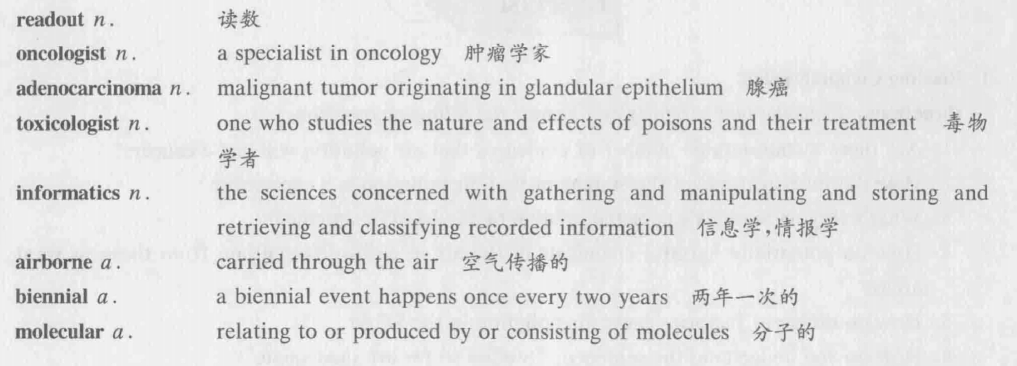 readout n. 读数
oncologist n. a specialist in oncology 肿瘤学家
adenocarcinoma n. malignant tumor originating in glandular epithelium 腺癌
toxicologist n. one who studies the nature and effects of poisons and their treatment 毒物
学者
informatics n. the sciences concerned with gathering and manipulating and storing and
retrieving and classifying recorded information 信息学,情报学
airborne a. carried through the air 空气传播的
biennial a. a biennial event happens once every two years 两年一次的
molecular a. relating to or produced by or consisting of molecules 分子的